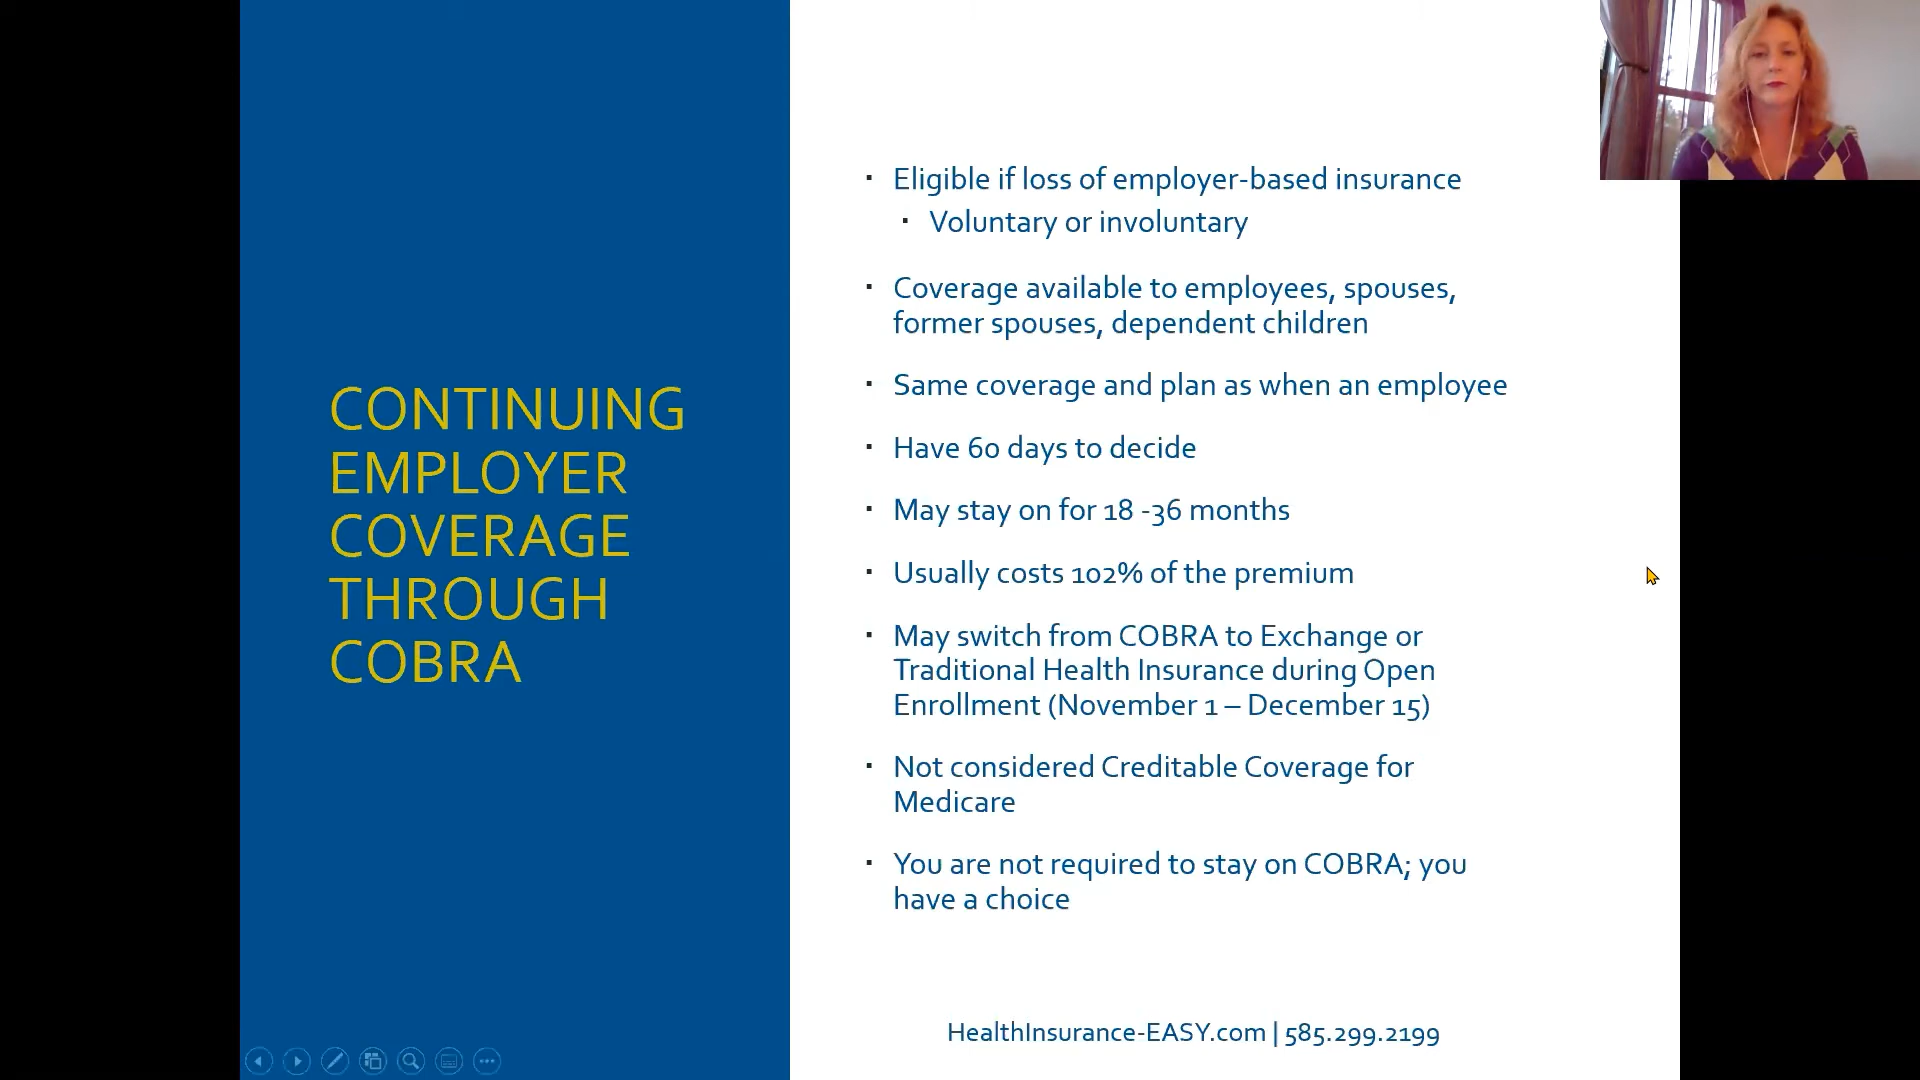 CONTINUING
EMPLOYER
COVERAGE
THROUGH
COBRA
Eligible if loss of employer-based insurance
Voluntary or involuntary
Coverage available to employees, spouses,
former spouses, dependent children
Same coverage and plan as when an employee
Have 60 days to decide
May stay on for 18 -36 months
Usually costs 102% of the premium
May switch from COBRA to Exchange or
Traditional Health Insurance during Open
Enrollment (November 1 – December 15)
Not considered Creditable Coverage for
Medicare
You are not required to stay on COBRA; you
have a choice
HealthInsurance-EASY.com | 585.299.2199